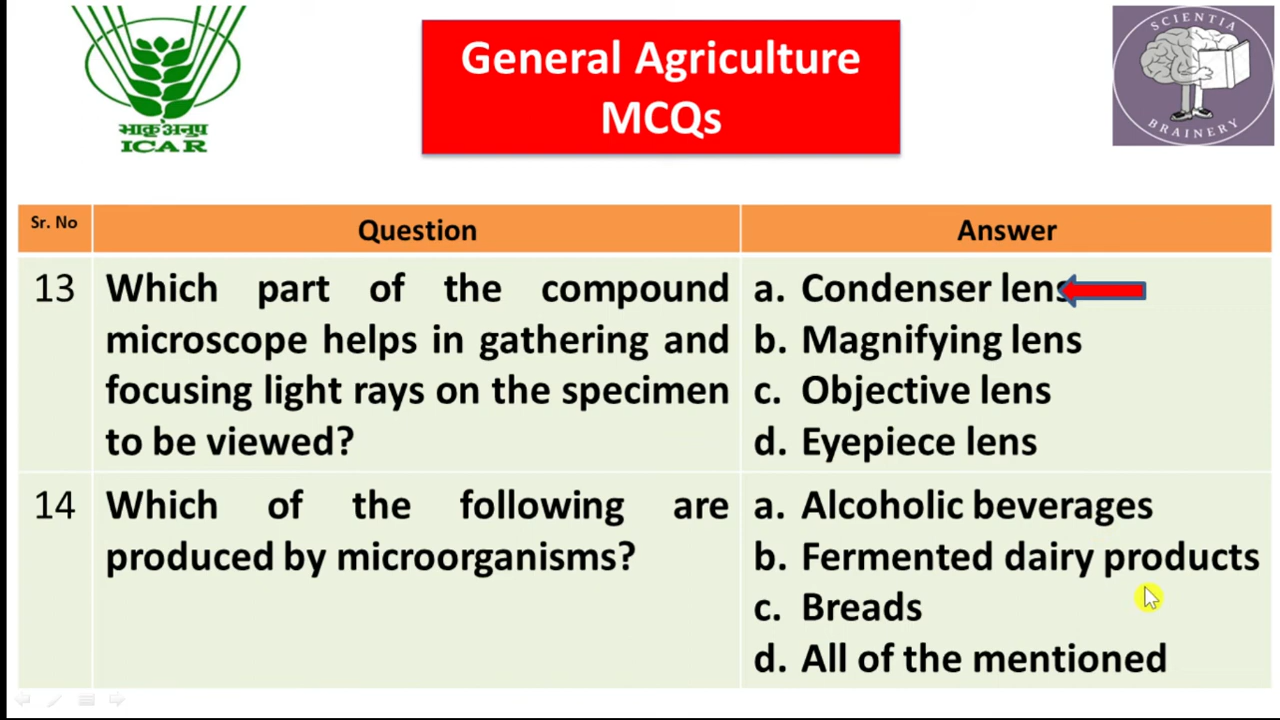 भाकृअनुप
ICAR
General Agriculture
MCQs
SCIENTIA
BRAINERY
Sr. No
Question
Answer
13
Which part of the compound
microscope helps in gathering and
focusing light rays on the specimen
to be viewed?
a. Condenser lens
b. Magnifying lens
c. Objective lens
d. Eyepiece lens
14
Which of the following are
produced by microorganisms?
a. Alcoholic beverages
b. Fermented dairy products
c. Breads
d. All of the mentioned